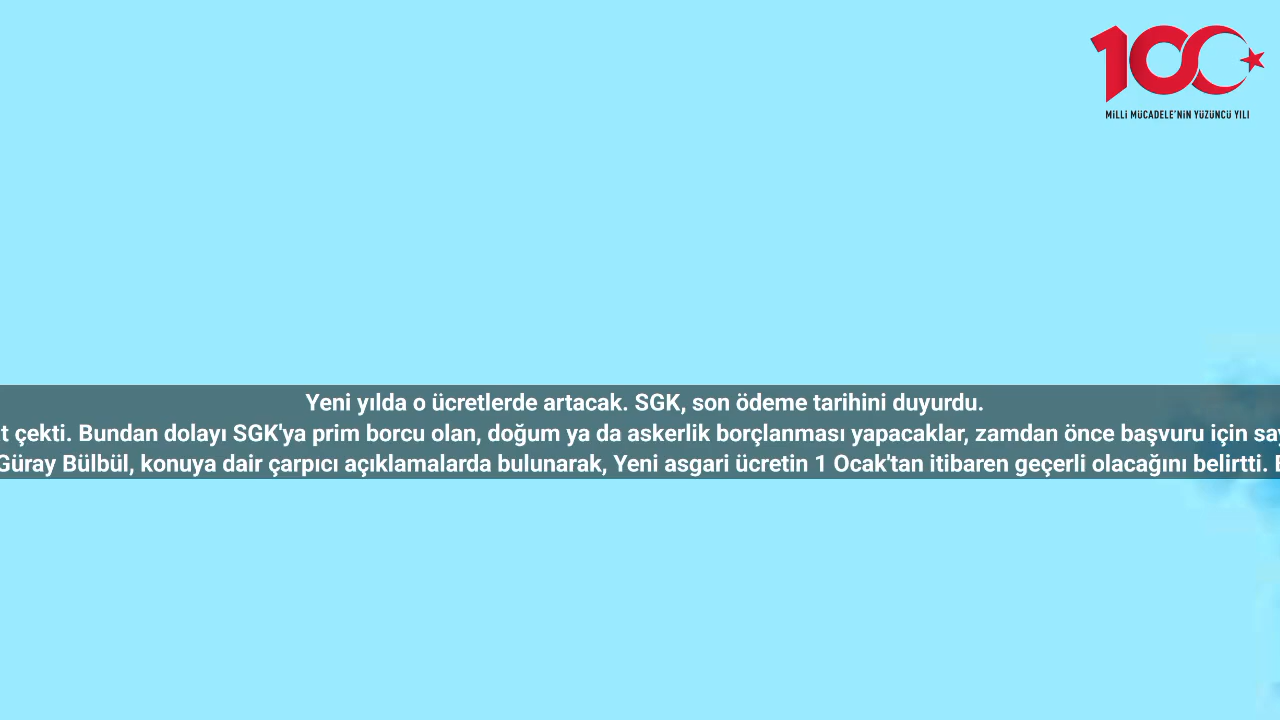 100
MİLLİ MÜCADELE'NİN YÜZÜNCÜ YILI
Yeni yılda o ücretlerde artacak. SGK, son ödeme tarihini duyurdu.
t çekti. Bundan dolayı SGK'ya prim borcu olan, doğum ya da askerlik borçlanması yapacaklar, zamdan önce başvuru için
Güray Bülbül, konuya dair çarpıcı açıklamalarda bulunarak, Yeni asgari ücretin 1 Ocak'tan itibaren geçerli olacağını belirtti.